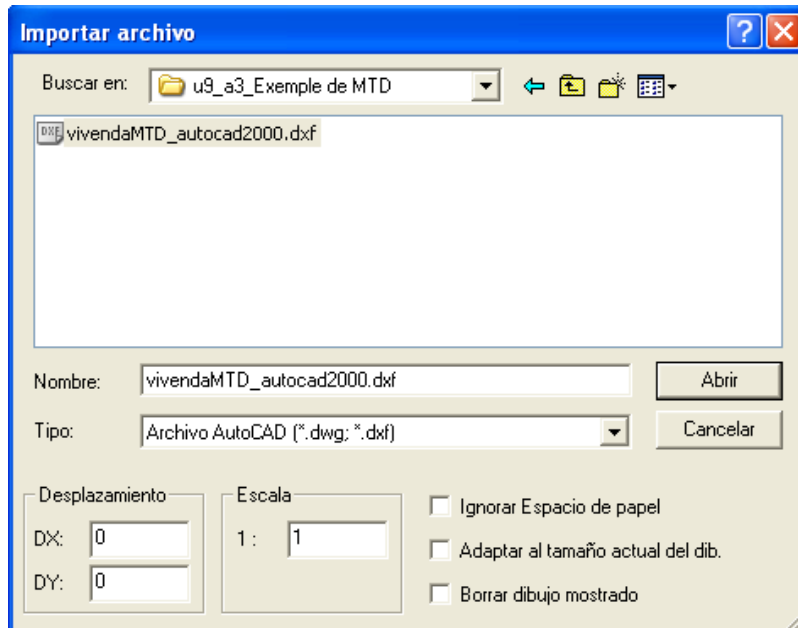 Importar archivo
Buscar en: u9_a3_Exemple de MTD
DXF vivendaMTD_autocad2000.dxf
Nombre: vivendaMTD_autocad2000.dxf Abrir
Tipo: Archivo AutoCAD (*.dwg; *.dxf) Cancelar
Desplazamiento Escala
Ignorar Espacio de papel
DX: 0 1 : 1
Adaptar al tamaño actual del dib.
DY: 0
Borrar dibujo mostrado